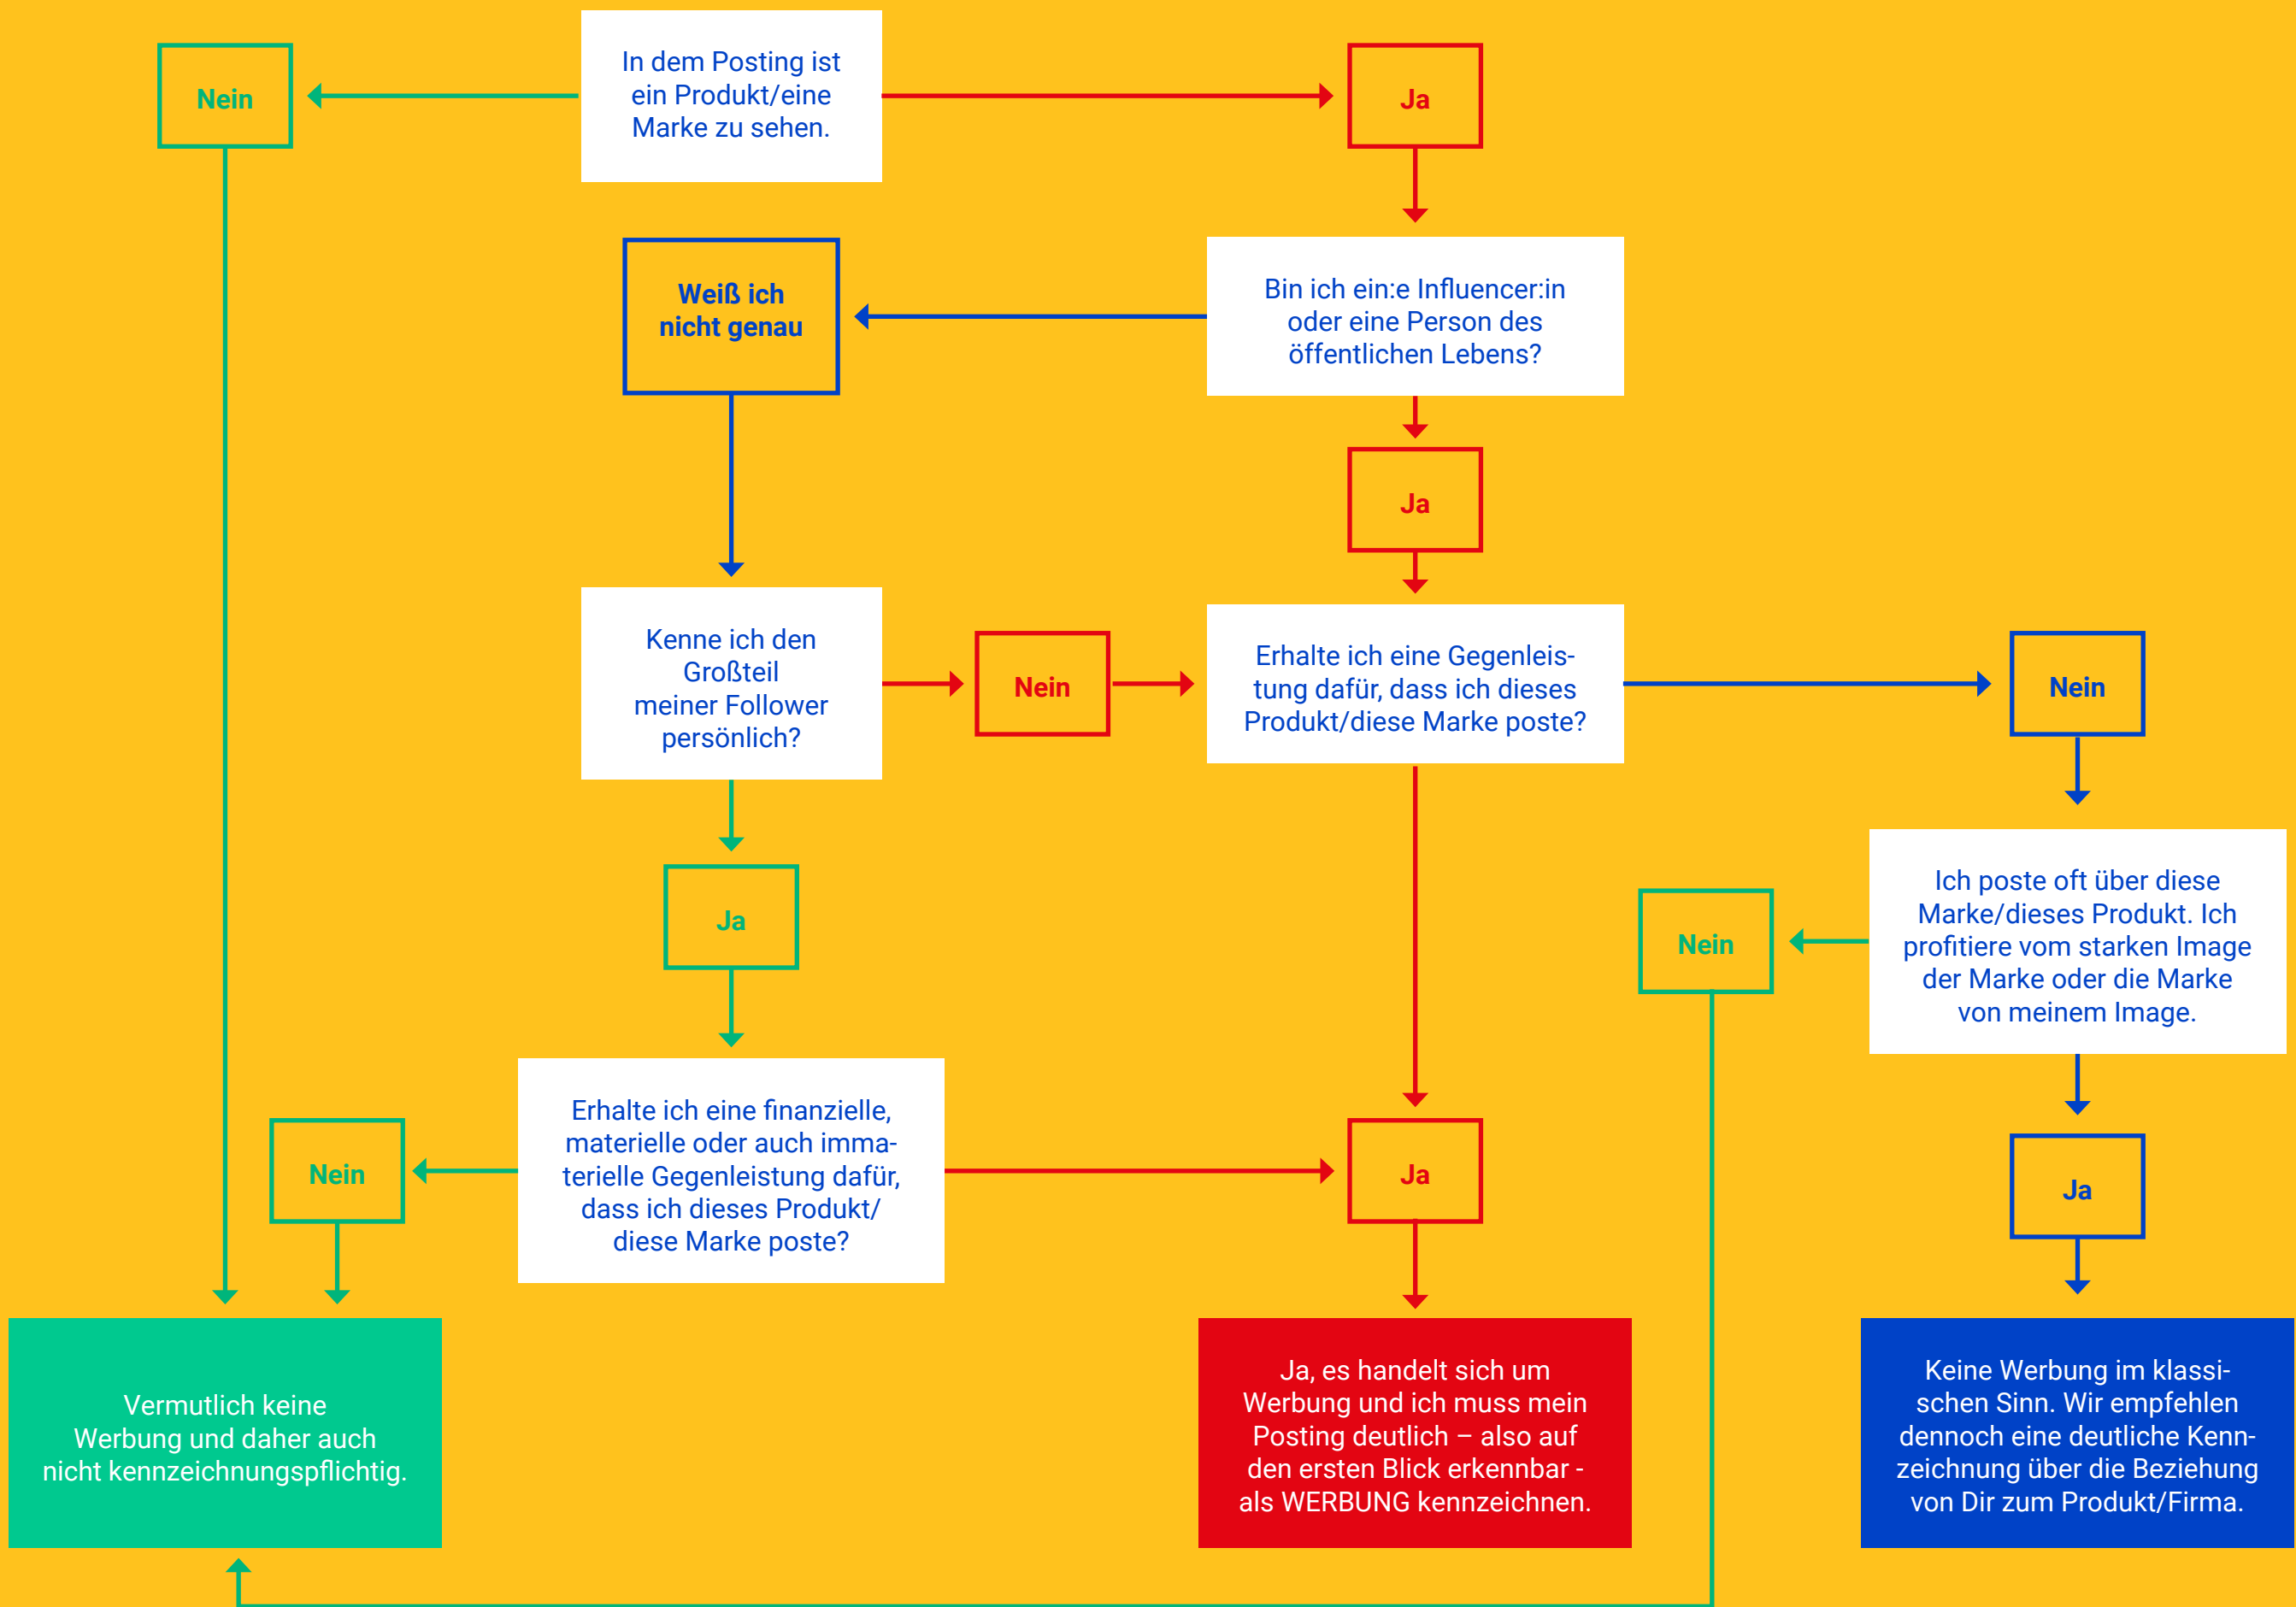 In dem Posting ist
ein Produkt/eine
Marke zu sehen.
Nein
Ja
Weiß ich
nicht genau
Bin ich ein:e Influencer:in
oder eine Person des
öffentlichen Lebens?
Ja
Kenne ich den
Großteil
meiner Follower
persönlich?
Nein
Erhalte ich eine Gegenleis-
tung dafür, dass ich dieses
Produkt/diese Marke poste?
Nein
Ja
Nein
Ich poste oft über diese
Marke/dieses Produkt. Ich
profitiere vom starken Image
der Marke oder die Marke
von meinem Image.
Nein
Erhalte ich eine finanzielle,
materielle oder auch imma-
terielle Gegenleistung dafür,
dass ich dieses Produkt/
diese Marke poste?
Ja
Ja
Vermutlich keine
Werbung und daher auch
nicht kennzeichnungspflichtig.
Ja, es handelt sich um
Werbung und ich muss mein
Posting deutlich – also auf
den ersten Blick erkennbar -
als WERBUNG kennzeichnen.
Keine Werbung im klassi-
schen Sinn. Wir empfehlen
dennoch eine deutliche Kenn-
zeichnung über die Beziehung
von Dir zum Produkt/Firma.